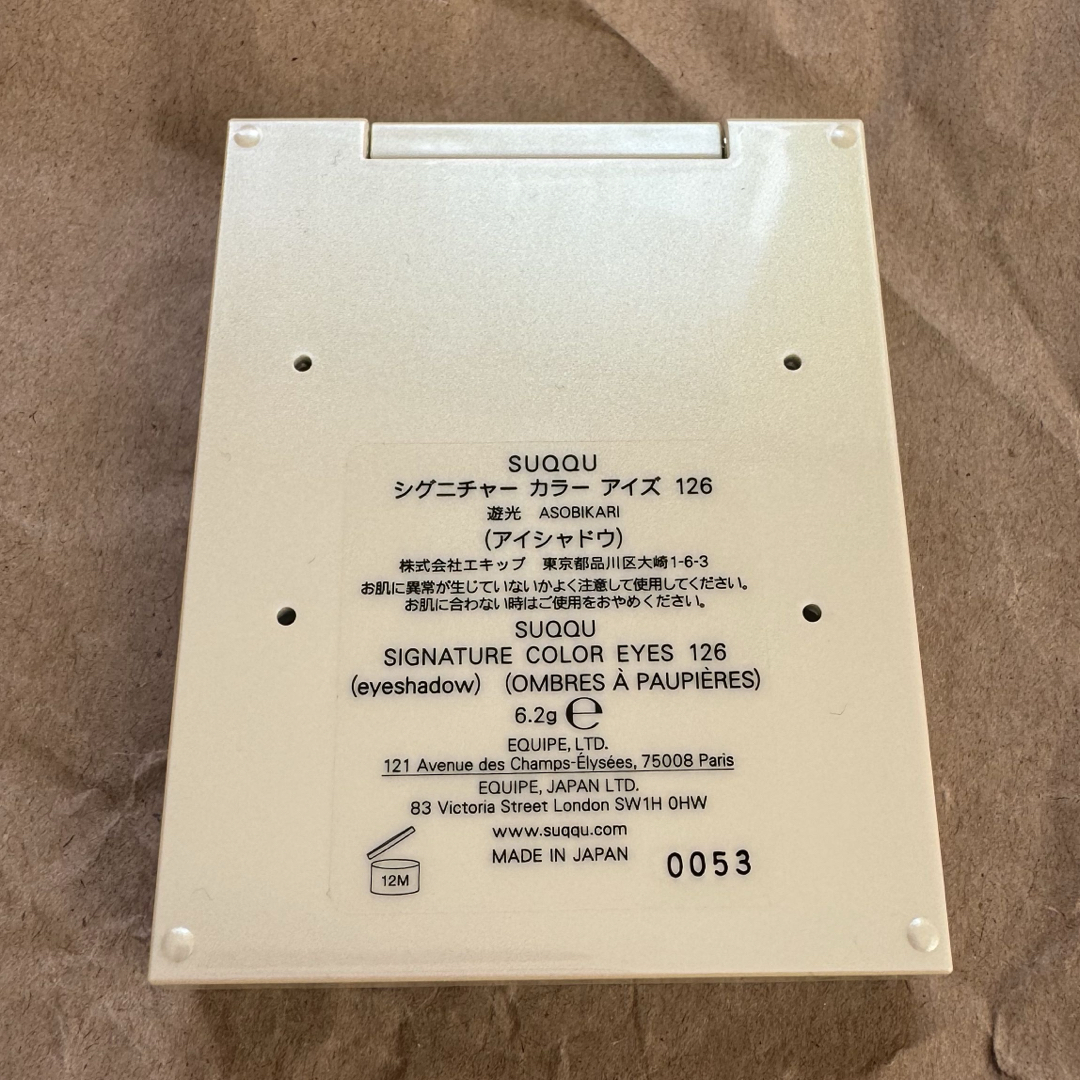 SUQQU
シグニチャー カラー アイズ 126
遊光 ASOBIKARI
(アイシャドウ)
株式会社エキップ 東京都品川区大崎1-6-3
お肌に異常が生じていないかよく注意して使用してください。
お肌に合わない時はご使用をおやめください。
SUQQU
SIGNATURE COLOR EYES 126
(eyeshadow) (OMBRES À PAUPIÈRES)
6.2g ℮
EQUIPE, LTD.
121 Avenue des Champs-Élysées, 75008 Paris
EQUIPE, JAPAN LTD.
83 Victoria Street London SW1H 0HW
www.suqqu.com
MADE IN JAPAN
0053
12M